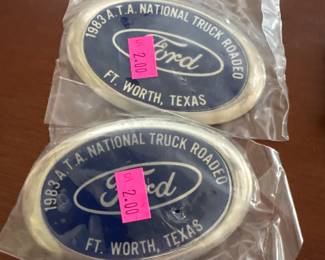 1983 A.T.A. NATIONAL TRUCK ROADEO
Ford
2.00
FT. WORTH, TEXAS
1983 A.T.A. NATIONAL TRUCK ROADEO
Ford
2.00
FT. WORTH, TEXAS